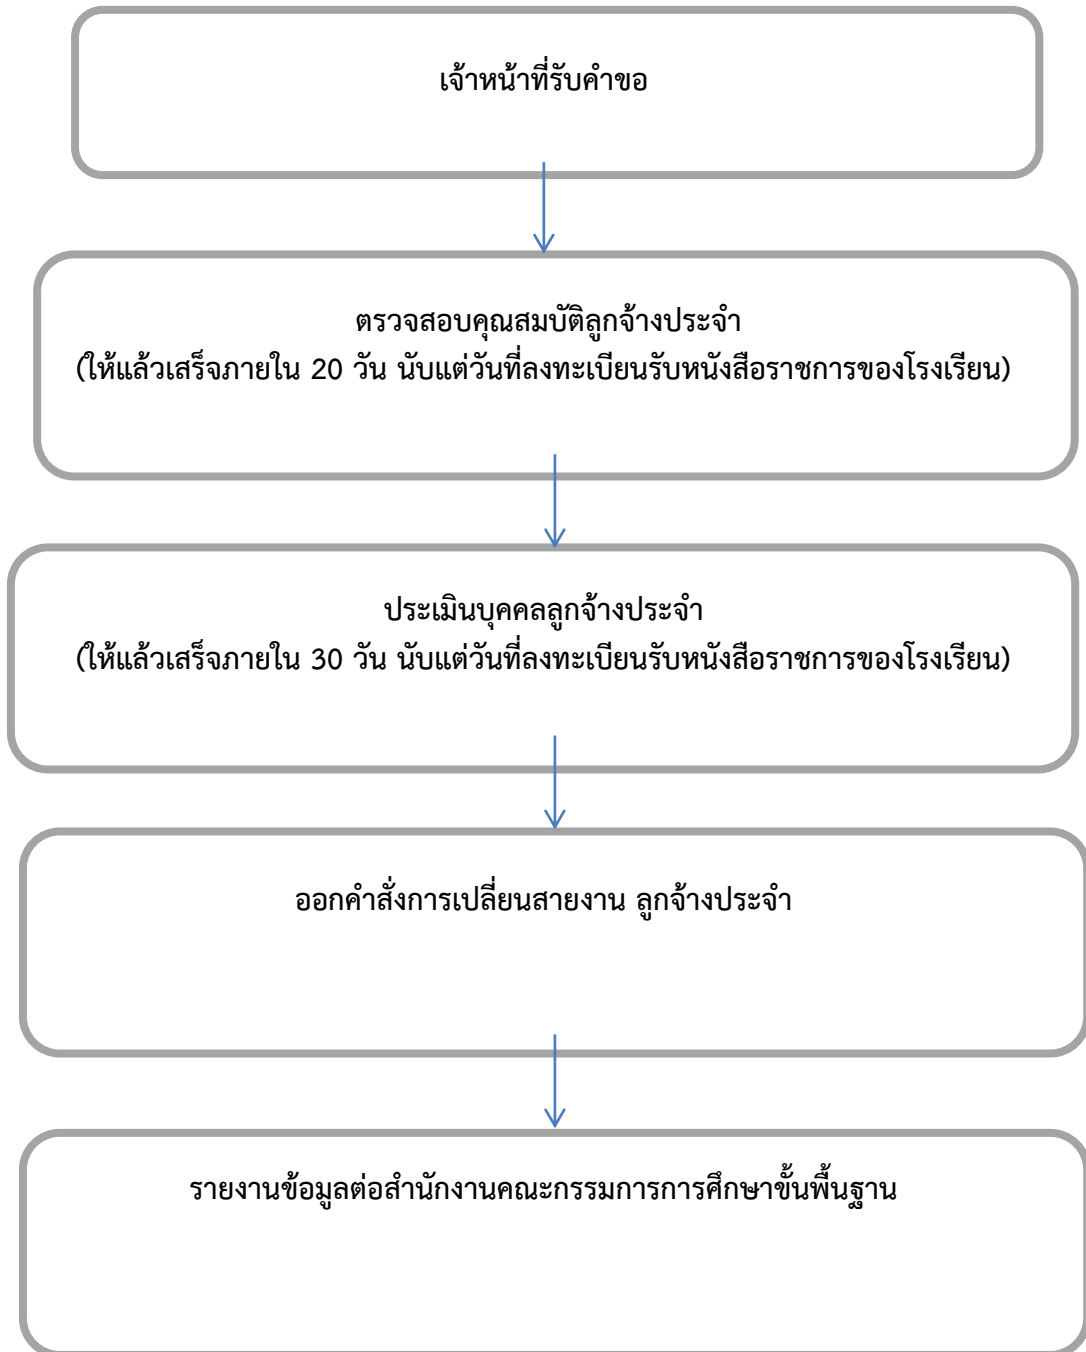 เจ้าหน้าที่รับคำขอ
ตรวจสอบคุณสมบัติลูกจ้างประจำ
(ให้แล้วเสร็จภายใน 20 วัน นับแต่วันที่ลงทะเบียนรับหนังสือราชการของโรงเรียน)
ประเมินบุคคลลูกจ้างประจำ
(ให้แล้วเสร็จภายใน 30 วัน นับแต่วันที่ลงทะเบียนรับหนังสือราชการของโรงเรียน)
ออกคำสั่งการเปลี่ยนสายงาน ลูกจ้างประจำ
รายงานข้อมูลต่อสำนักงานคณะกรรมการการศึกษาขั้นพื้นฐาน